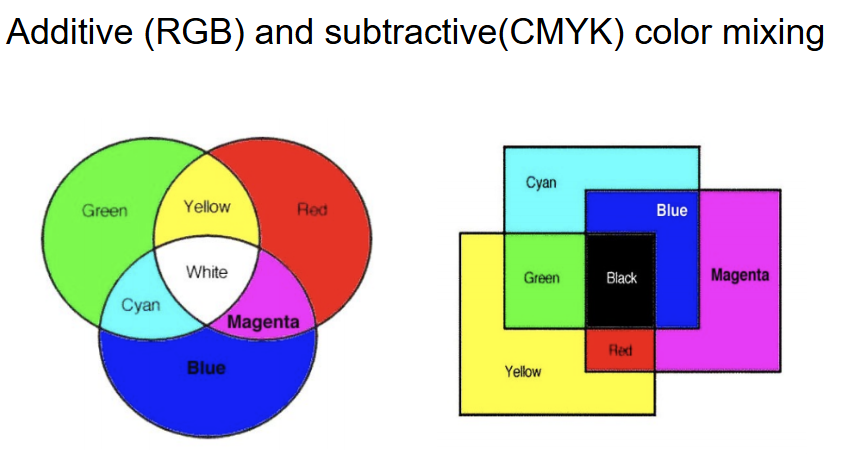 Additive (RGB) and subtractive(CMYK) color mixing
Green
Yellow
Red
White
Cyan
Magenta
Blue
Cyan
Blue
Green
Black
Magenta
Red
Yellow